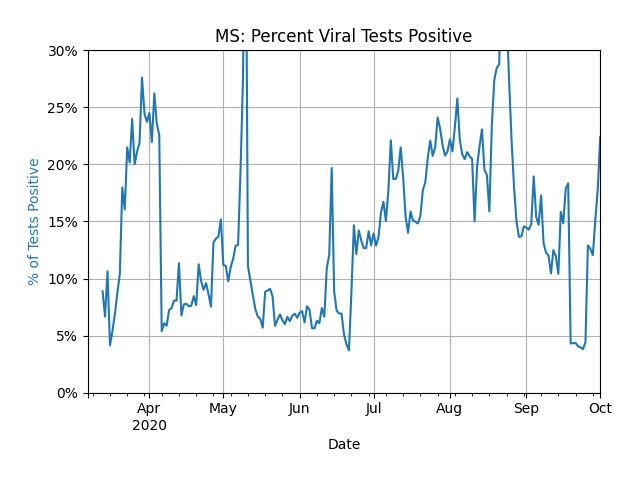 MS: Percent Viral Tests Positive
30%
25%
20%
15%
10%
5%
0%
% of Tests Positive
Apr May Jun Jul Aug Sep Oct
2020
Date